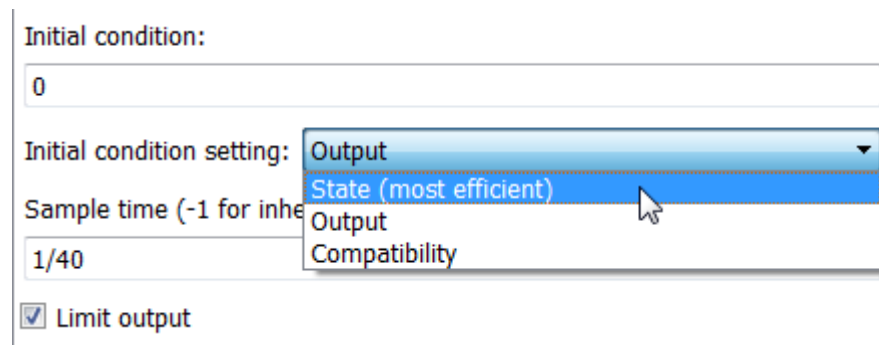 Initial condition:
0
Initial condition setting: Output
State (most efficient)
Sample time (-1 for inhe
Output
1/40
Compatibility
Limit output